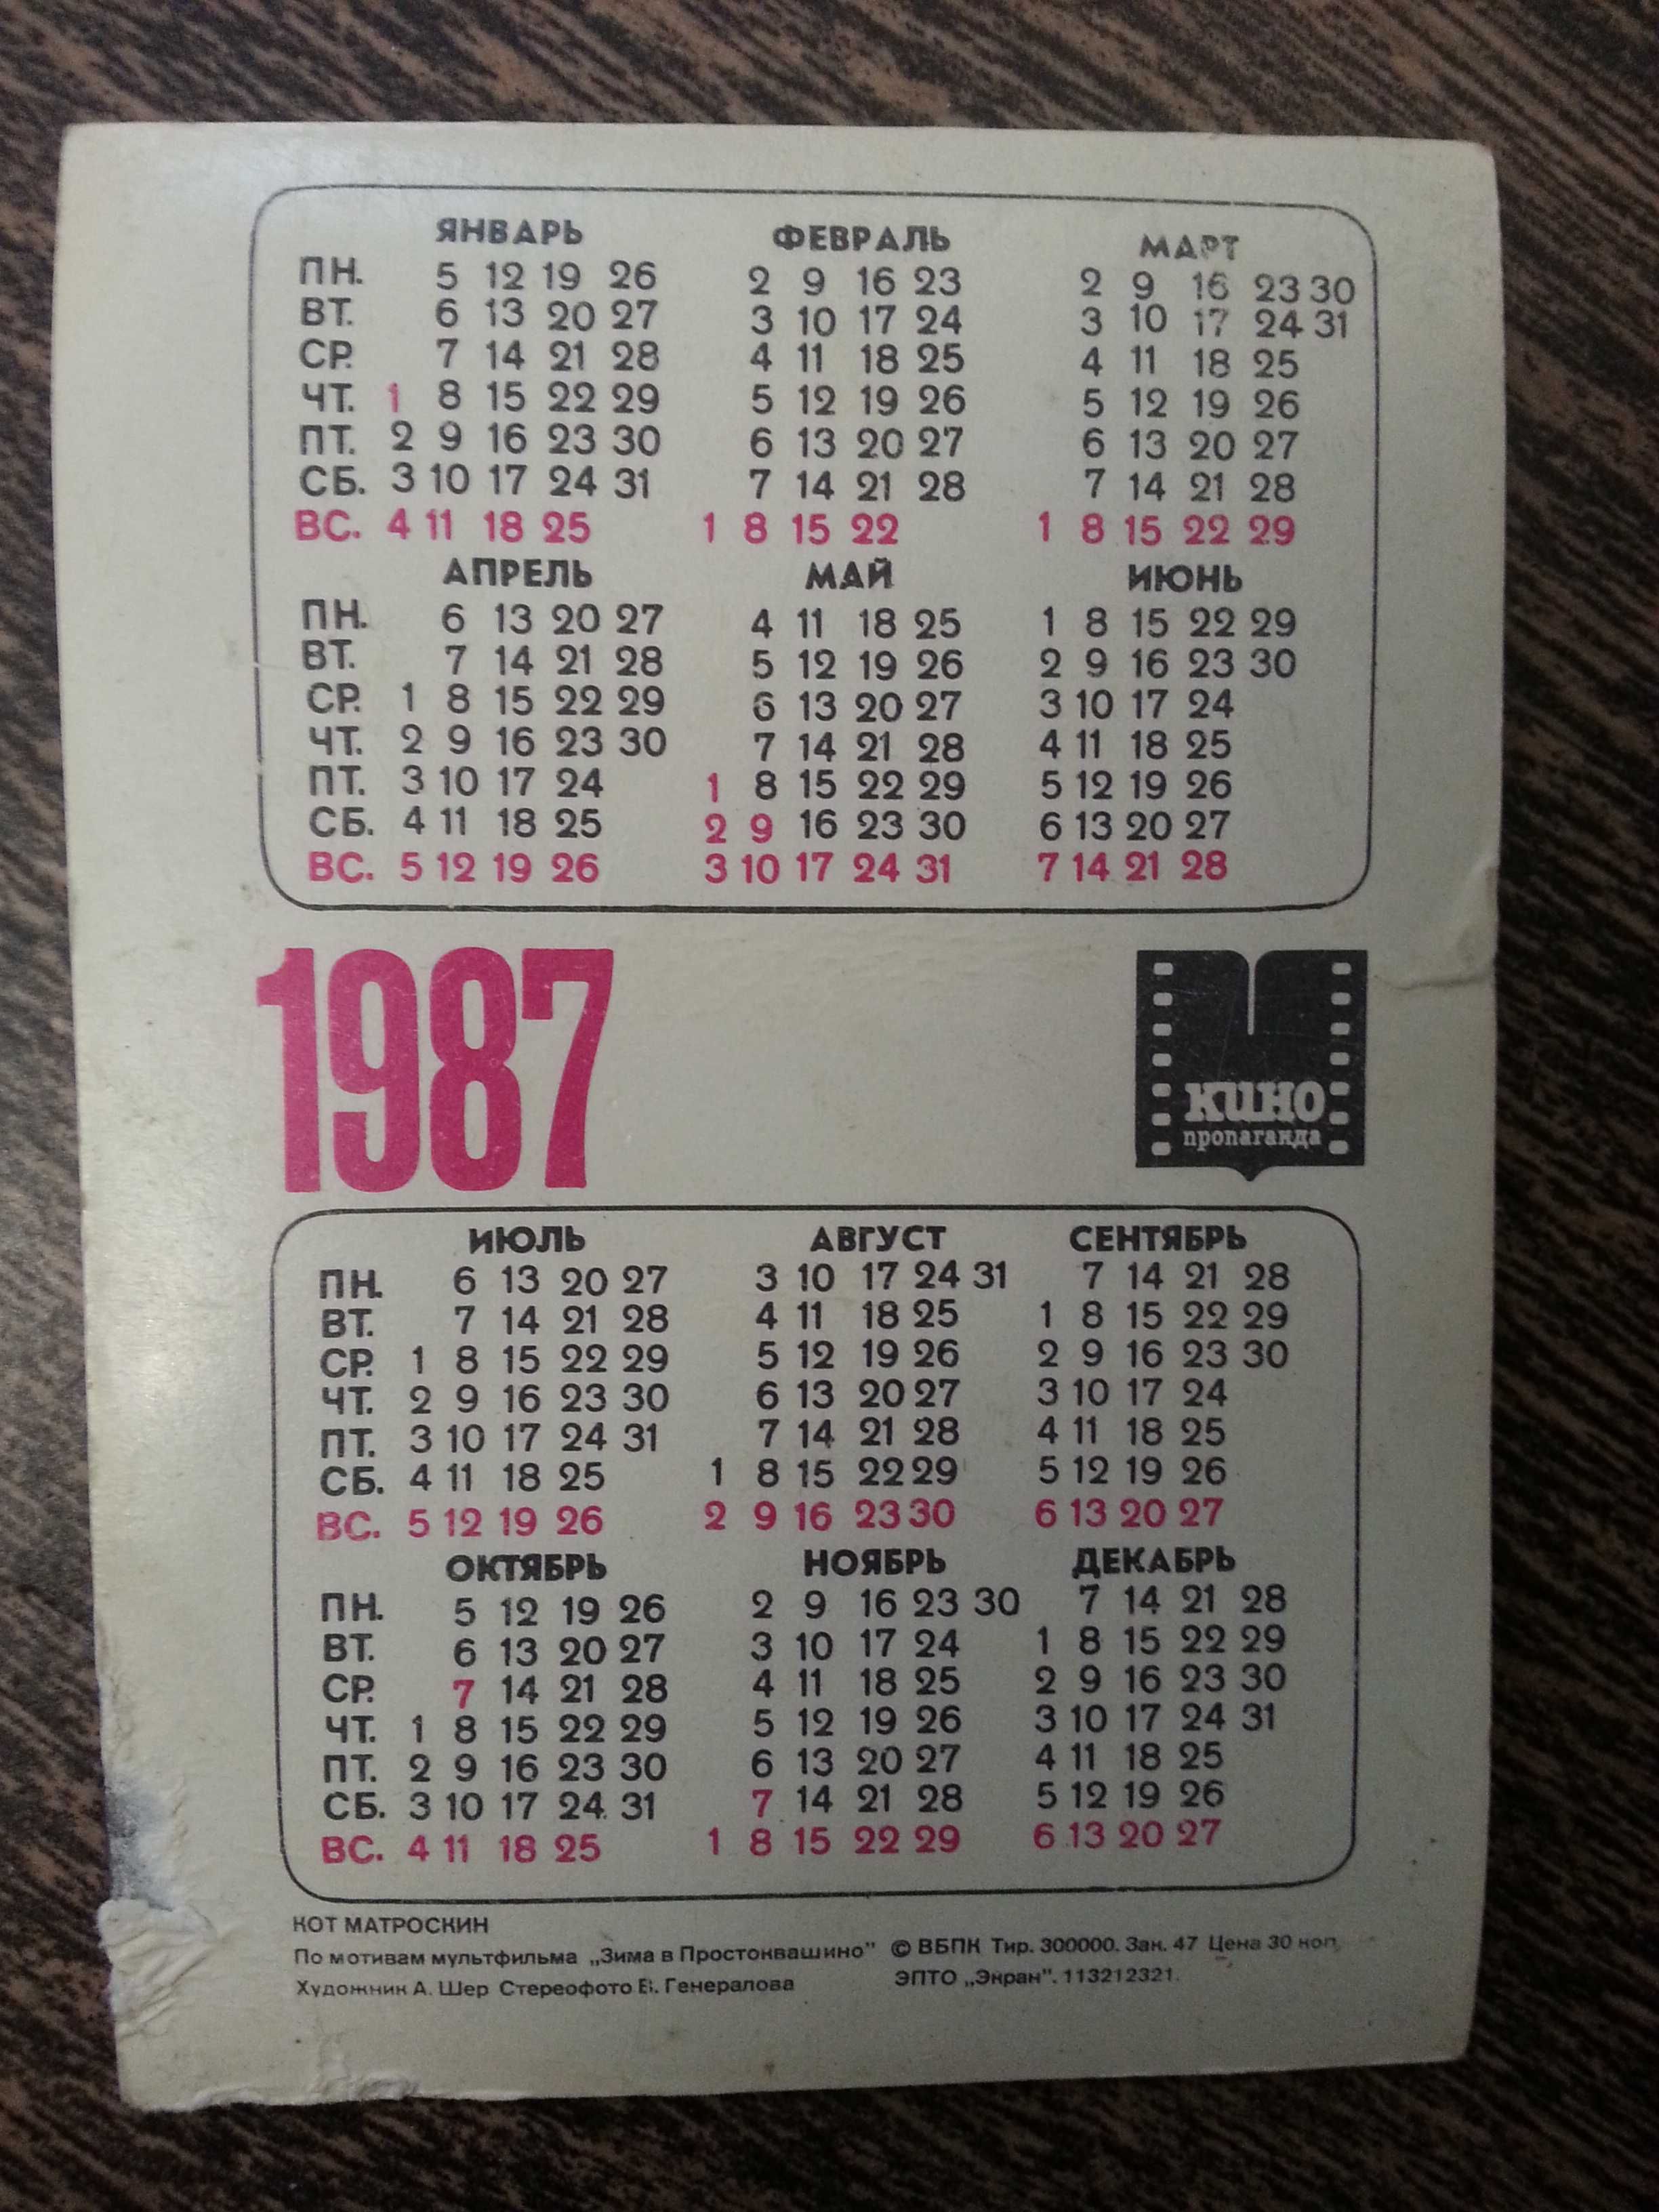 ЯНВАРЬ ФЕВРАЛЬ МАРТ
ПН. 5 12 19 26 2 9 16 23 2 9 16 23 30
ВТ. 6 13 20 27 3 10 17 24 3 10 17 24 31
СР. 7 14 21 28 4 11 18 25 4 11 18 25
ЧТ. 1 8 15 22 29 5 12 19 26 5 12 19 26
ПТ. 2 9 16 23 30 6 13 20 27 6 13 20 27
СБ. 3 10 17 24 31 7 14 21 28 7 14 21 28
ВС. 4 11 18 25 1 8 15 22 1 8 15 22 29
АПРЕЛЬ МАЙ ИЮНЬ
ПН. 6 13 20 27 4 11 18 25 1 8 15 22 29
ВТ. 7 14 21 28 5 12 19 26 2 9 16 23 30
СР. 1 8 15 22 29 6 13 20 27 3 10 17 24
ЧТ. 2 9 16 23 30 7 14 21 28 4 11 18 25
ПТ. 3 10 17 24 1 8 15 22 29 5 12 19 26
СБ. 4 11 18 25 2 9 16 23 30 6 13 20 27
ВС. 5 12 19 26 3 10 17 24 31 7 14 21 28
1987
кино
пропаганда
ИЮЛЬ АВГУСТ СЕНТЯБРЬ
ПН. 6 13 20 27 3 10 17 24 31 7 14 21 28
ВТ. 7 14 21 28 4 11 18 25 1 8 15 22 29
СР. 1 8 15 22 29 5 12 19 26 2 9 16 23 30
ЧТ. 2 9 16 23 30 6 13 20 27 3 10 17 24
ПТ. 3 10 17 24 31 7 14 21 28 4 11 18 25
СБ. 4 11 18 25 1 8 15 22 29 5 12 19 26
ВС. 5 12 19 26 2 9 16 23 30 6 13 20 27
ОКТЯБРЬ НОЯБРЬ ДЕКАБРЬ
ПН. 5 12 19 26 2 9 16 23 30 7 14 21 28
ВТ. 6 13 20 27 3 10 17 24 1 8 15 22 29
СР. 7 14 21 28 4 11 18 25 2 9 16 23 30
ЧТ. 1 8 15 22 29 5 12 19 26 3 10 17 24 31
ПТ. 2 9 16 23 30 6 13 20 27 4 11 18 25
СБ. 3 10 17 24 31 7 14 21 28 5 12 19 26
ВС. 4 11 18 25 1 8 15 22 29 6 13 20 27
КОТ МАТРОСКИН
По мотивам мультфильма „Зима в Простоквашино" © ВБПК Тир. 300000. Зак. 47 Цена 30 коп.
Художник А. Шер Стереофото В. Генералова ЭПТО „Экран". 113212321.